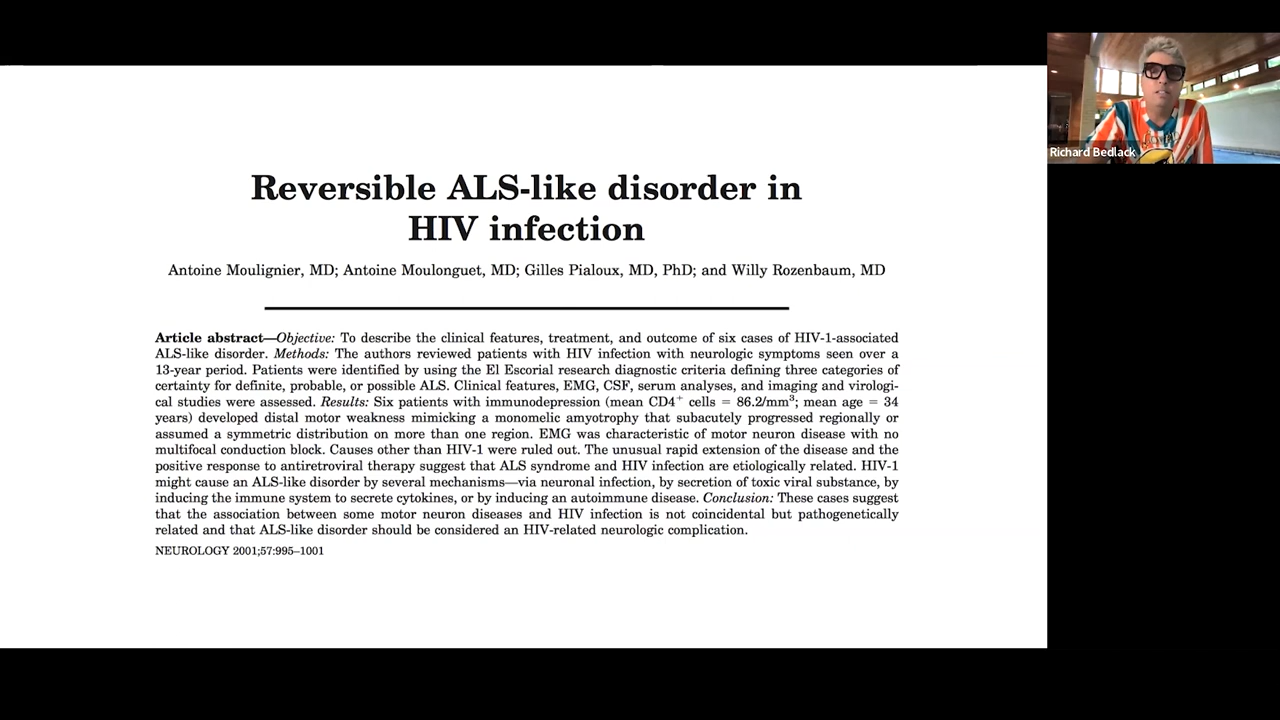 Reversible ALS-like disorder in
HIV infection
Antoine Moulignier, MD; Antoine Moulonguet, MD; Gilles Pialoux, MD, PhD; and Willy Rozenbaum, MD
Article abstract—Objective: To describe the clinical features, treatment, and outcome of six cases of HIV-1-associated
ALS-like disorder. Methods: The authors reviewed patients with HIV infection with neurologic symptoms seen over a
13-year period. Patients were identified by using the El Escorial research diagnostic criteria defining three categories of
certainty for definite, probable, or possible ALS. Clinical features, EMG, CSF, serum analyses, and imaging and virologi-
cal studies were assessed. Results: Six patients with immunodepression (mean CD4⁺ cells = 86.2/mm³; mean age = 34
years) developed distal motor weakness mimicking a monomelic amyotrophy that subacutely progressed regionally or
assumed a symmetric distribution on more than one region. EMG was characteristic of motor neuron disease with no
multifocal conduction block. Causes other than HIV-1 were ruled out. The unusual rapid extension of the disease and the
positive response to antiretroviral therapy suggest that ALS syndrome and HIV infection are etiologically related. HIV-1
might cause an ALS-like disorder by several mechanisms—via neuronal infection, by secretion of toxic viral substance, by
inducing the immune system to secrete cytokines, or by inducing an autoimmune disease. Conclusion: These cases suggest
that the association between some motor neuron diseases and HIV infection is not coincidental but pathogenetically
related and that ALS-like disorder should be considered an HIV-related neurologic complication.
NEUROLOGY 2001;57:995–1001
Richard Bedlack